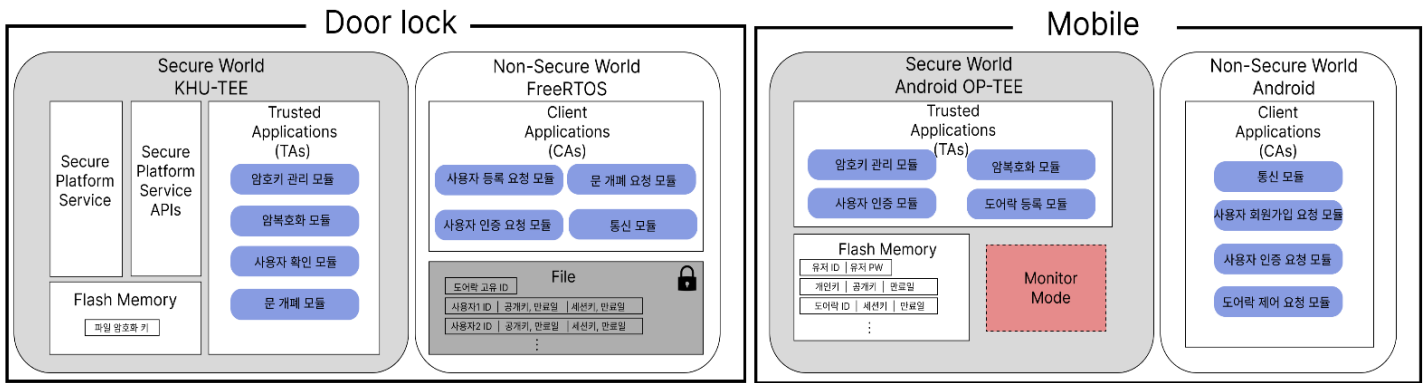 Door lock
Secure World
KHU-TEE
Secure
Platform
Service
Secure
Platform
Service
APIs
Trusted
Applications
(TAs)
암호키 관리 모듈
암복호화 모듈
사용자 확인 모듈
문 개폐 모듈
Flash Memory
파일 암호화 키
Non-Secure World
FreeRTOS
Client
Applications
(CAs)
사용자 등록 요청 모듈
문 개폐 요청 모듈
사용자 인증 요청 모듈
통신 모듈
File
도어락 고유 ID
사용자1 ID | 공개키, 만료일 | 세션키, 만료일
사용자2 ID | 공개키, 만료일 | 세션키, 만료일
⋮
Mobile
Secure World
Android OP-TEE
Trusted
Applications
(TAs)
암호키 관리 모듈
암복호화 모듈
사용자 인증 모듈
도어락 등록 모듈
Flash Memory
유저 ID | 유저 PW
개인키 | 공개키 | 만료일
도어락 ID | 세션키 | 만료일
⋮
Monitor
Mode
Non-Secure World
Android
Client
Applications
(CAs)
통신 모듈
사용자 회원가입 요청 모듈
사용자 인증 요청 모듈
도어락 제어 요청 모듈